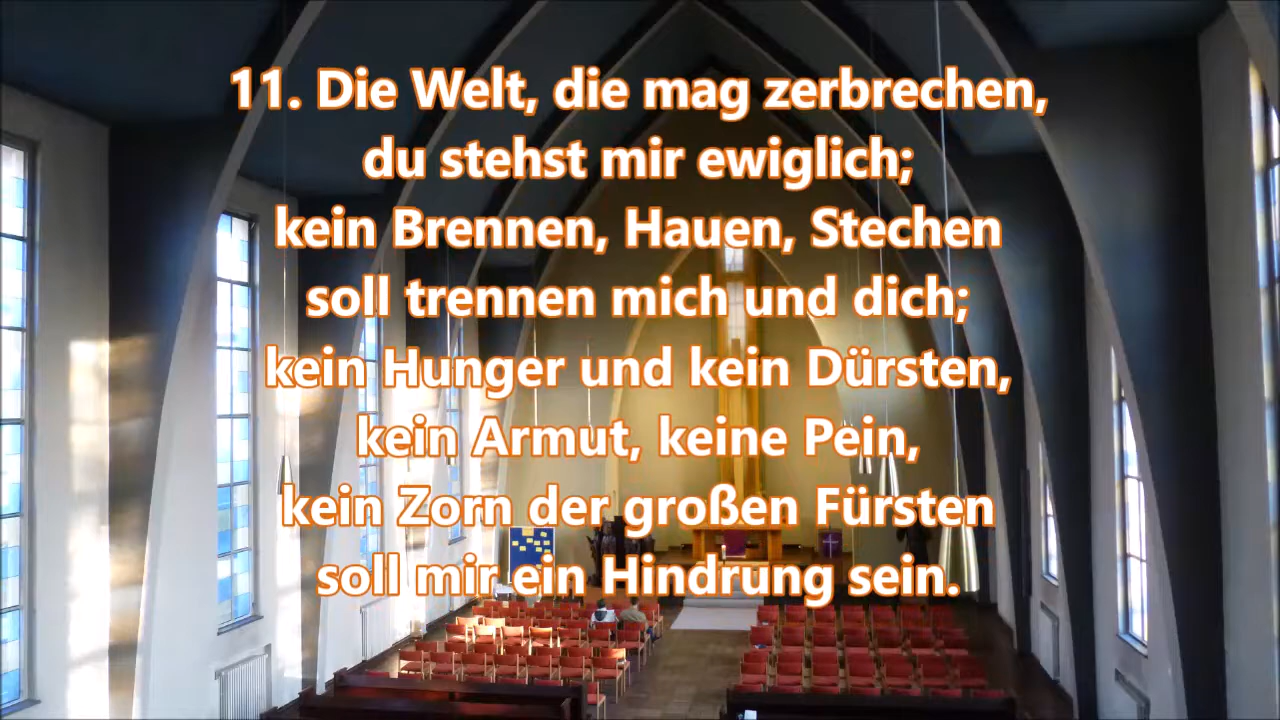 11. Die Welt, die mag zerbrechen,
du stehst mir ewiglich;
kein Brennen, Hauen, Stechen
soll trennen mich und dich;
kein Hunger und kein Dürsten,
kein Armut, keine Pein,
kein Zorn der großen Fürsten
soll mir ein Hindrung sein.